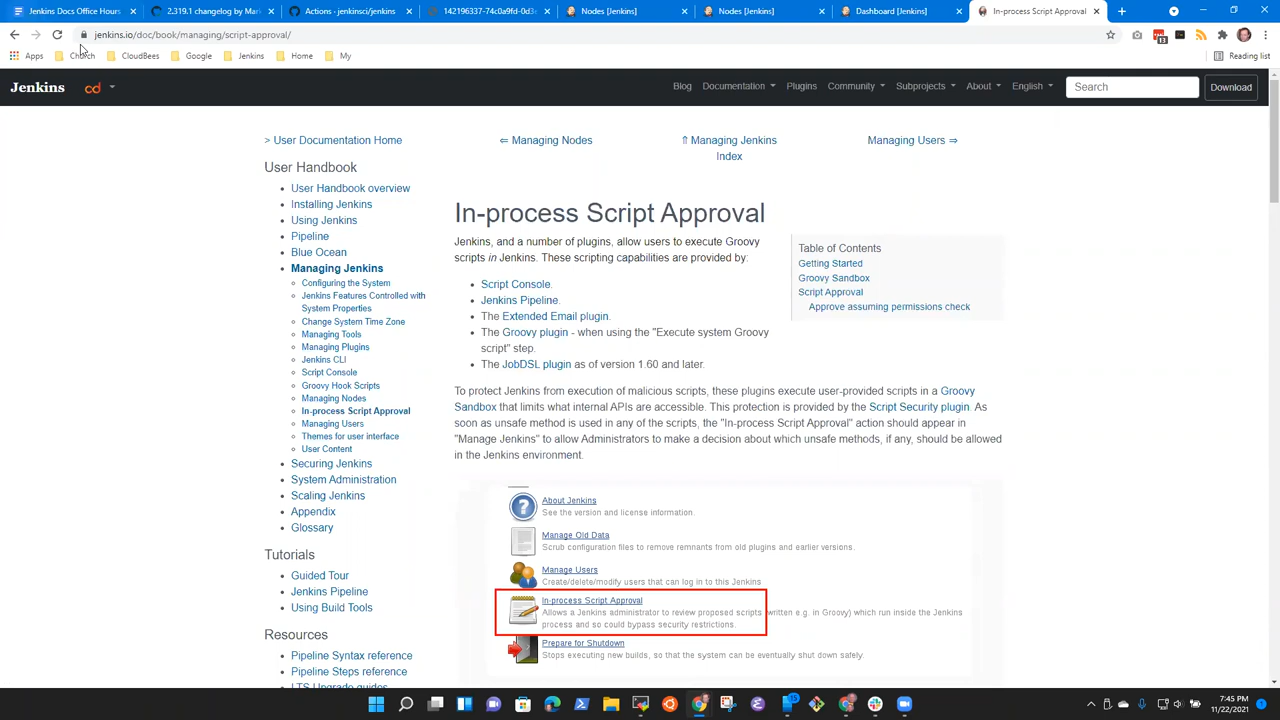 Jenkins Docs Office Hours
2.319.1 changelog by Mark
Actions · jenkinsci/jenkins
142196337-74c0a9fd-0d3e
Nodes [Jenkins]
Nodes [Jenkins]
Dashboard [Jenkins]
In-process Script Approval
jenkins.io/doc/book/managing/script-approval/
13
Apps
Church
CloudBees
Google
Jenkins
Home
My
Reading list
Jenkins
cd
Blog
Documentation
Plugins
Community
Subprojects
About
English
Search
Download
> User Documentation Home
⇐ Managing Nodes
⇑ Managing Jenkins
Index
Managing Users ⇒
User Handbook
User Handbook overview
Installing Jenkins
Using Jenkins
Pipeline
Blue Ocean
Managing Jenkins
Configuring the System
Jenkins Features Controlled with
System Properties
Change System Time Zone
Managing Tools
Managing Plugins
Jenkins CLI
Script Console
Groovy Hook Scripts
Managing Nodes
In-process Script Approval
Managing Users
Themes for user interface
User Content
Securing Jenkins
System Administration
Scaling Jenkins
Appendix
Glossary
Tutorials
Guided Tour
Jenkins Pipeline
Using Build Tools
Resources
Pipeline Syntax reference
Pipeline Steps reference
LTS Upgrade guides
In-process Script Approval
Jenkins, and a number of plugins, allow users to execute Groovy
scripts in Jenkins. These scripting capabilities are provided by:
Script Console.
Jenkins Pipeline.
The Extended Email plugin.
The Groovy plugin - when using the "Execute system Groovy
script" step.
The JobDSL plugin as of version 1.60 and later.
Table of Contents
Getting Started
Groovy Sandbox
Script Approval
Approve assuming permissions check
To protect Jenkins from execution of malicious scripts, these plugins execute user-provided scripts in a Groovy
Sandbox that limits what internal APIs are accessible. This protection is provided by the Script Security plugin. As
soon as unsafe method is used in any of the scripts, the "In-process Script Approval" action should appear in
"Manage Jenkins" to allow Administrators to make a decision about which unsafe methods, if any, should be allowed
in the Jenkins environment.
About Jenkins
See the version and license information.
Manage Old Data
Scrub configuration files to remove remnants from old plugins and earlier versions.
Manage Users
Create/delete/modify users that can log in to this Jenkins
In-process Script Approval
Allows a Jenkins administrator to review proposed scripts (written e.g. in Groovy) which run inside the Jenkins
process and so could bypass security restrictions.
Prepare for Shutdown
Stops executing new builds, so that the system can be eventually shut down safely.
7:45 PM
11/22/2021